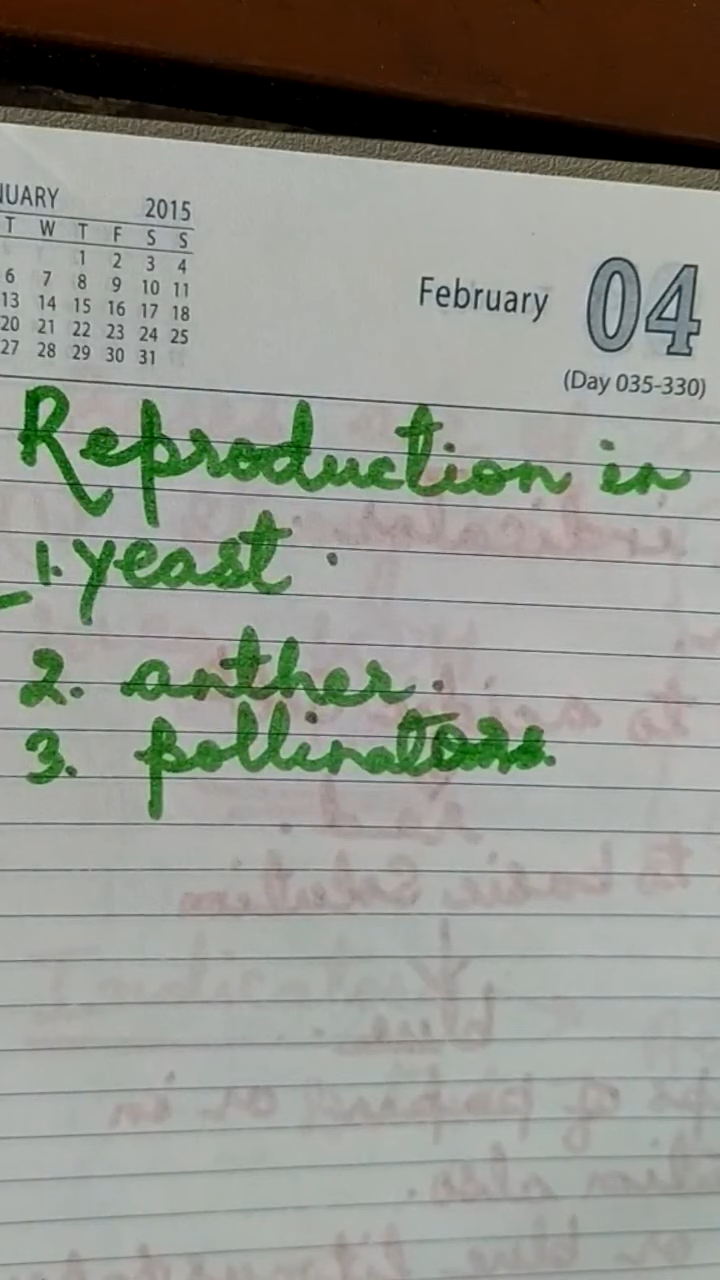 NUARY 2015
T W T F S S
1 2 3 4
6 7 8 9 10 11
13 14 15 16 17 18
20 21 22 23 24 25
27 28 29 30 31
February 04
(Day 035-330)
Reproduction in
1. yeast.
2. anther.
3. pollinators.